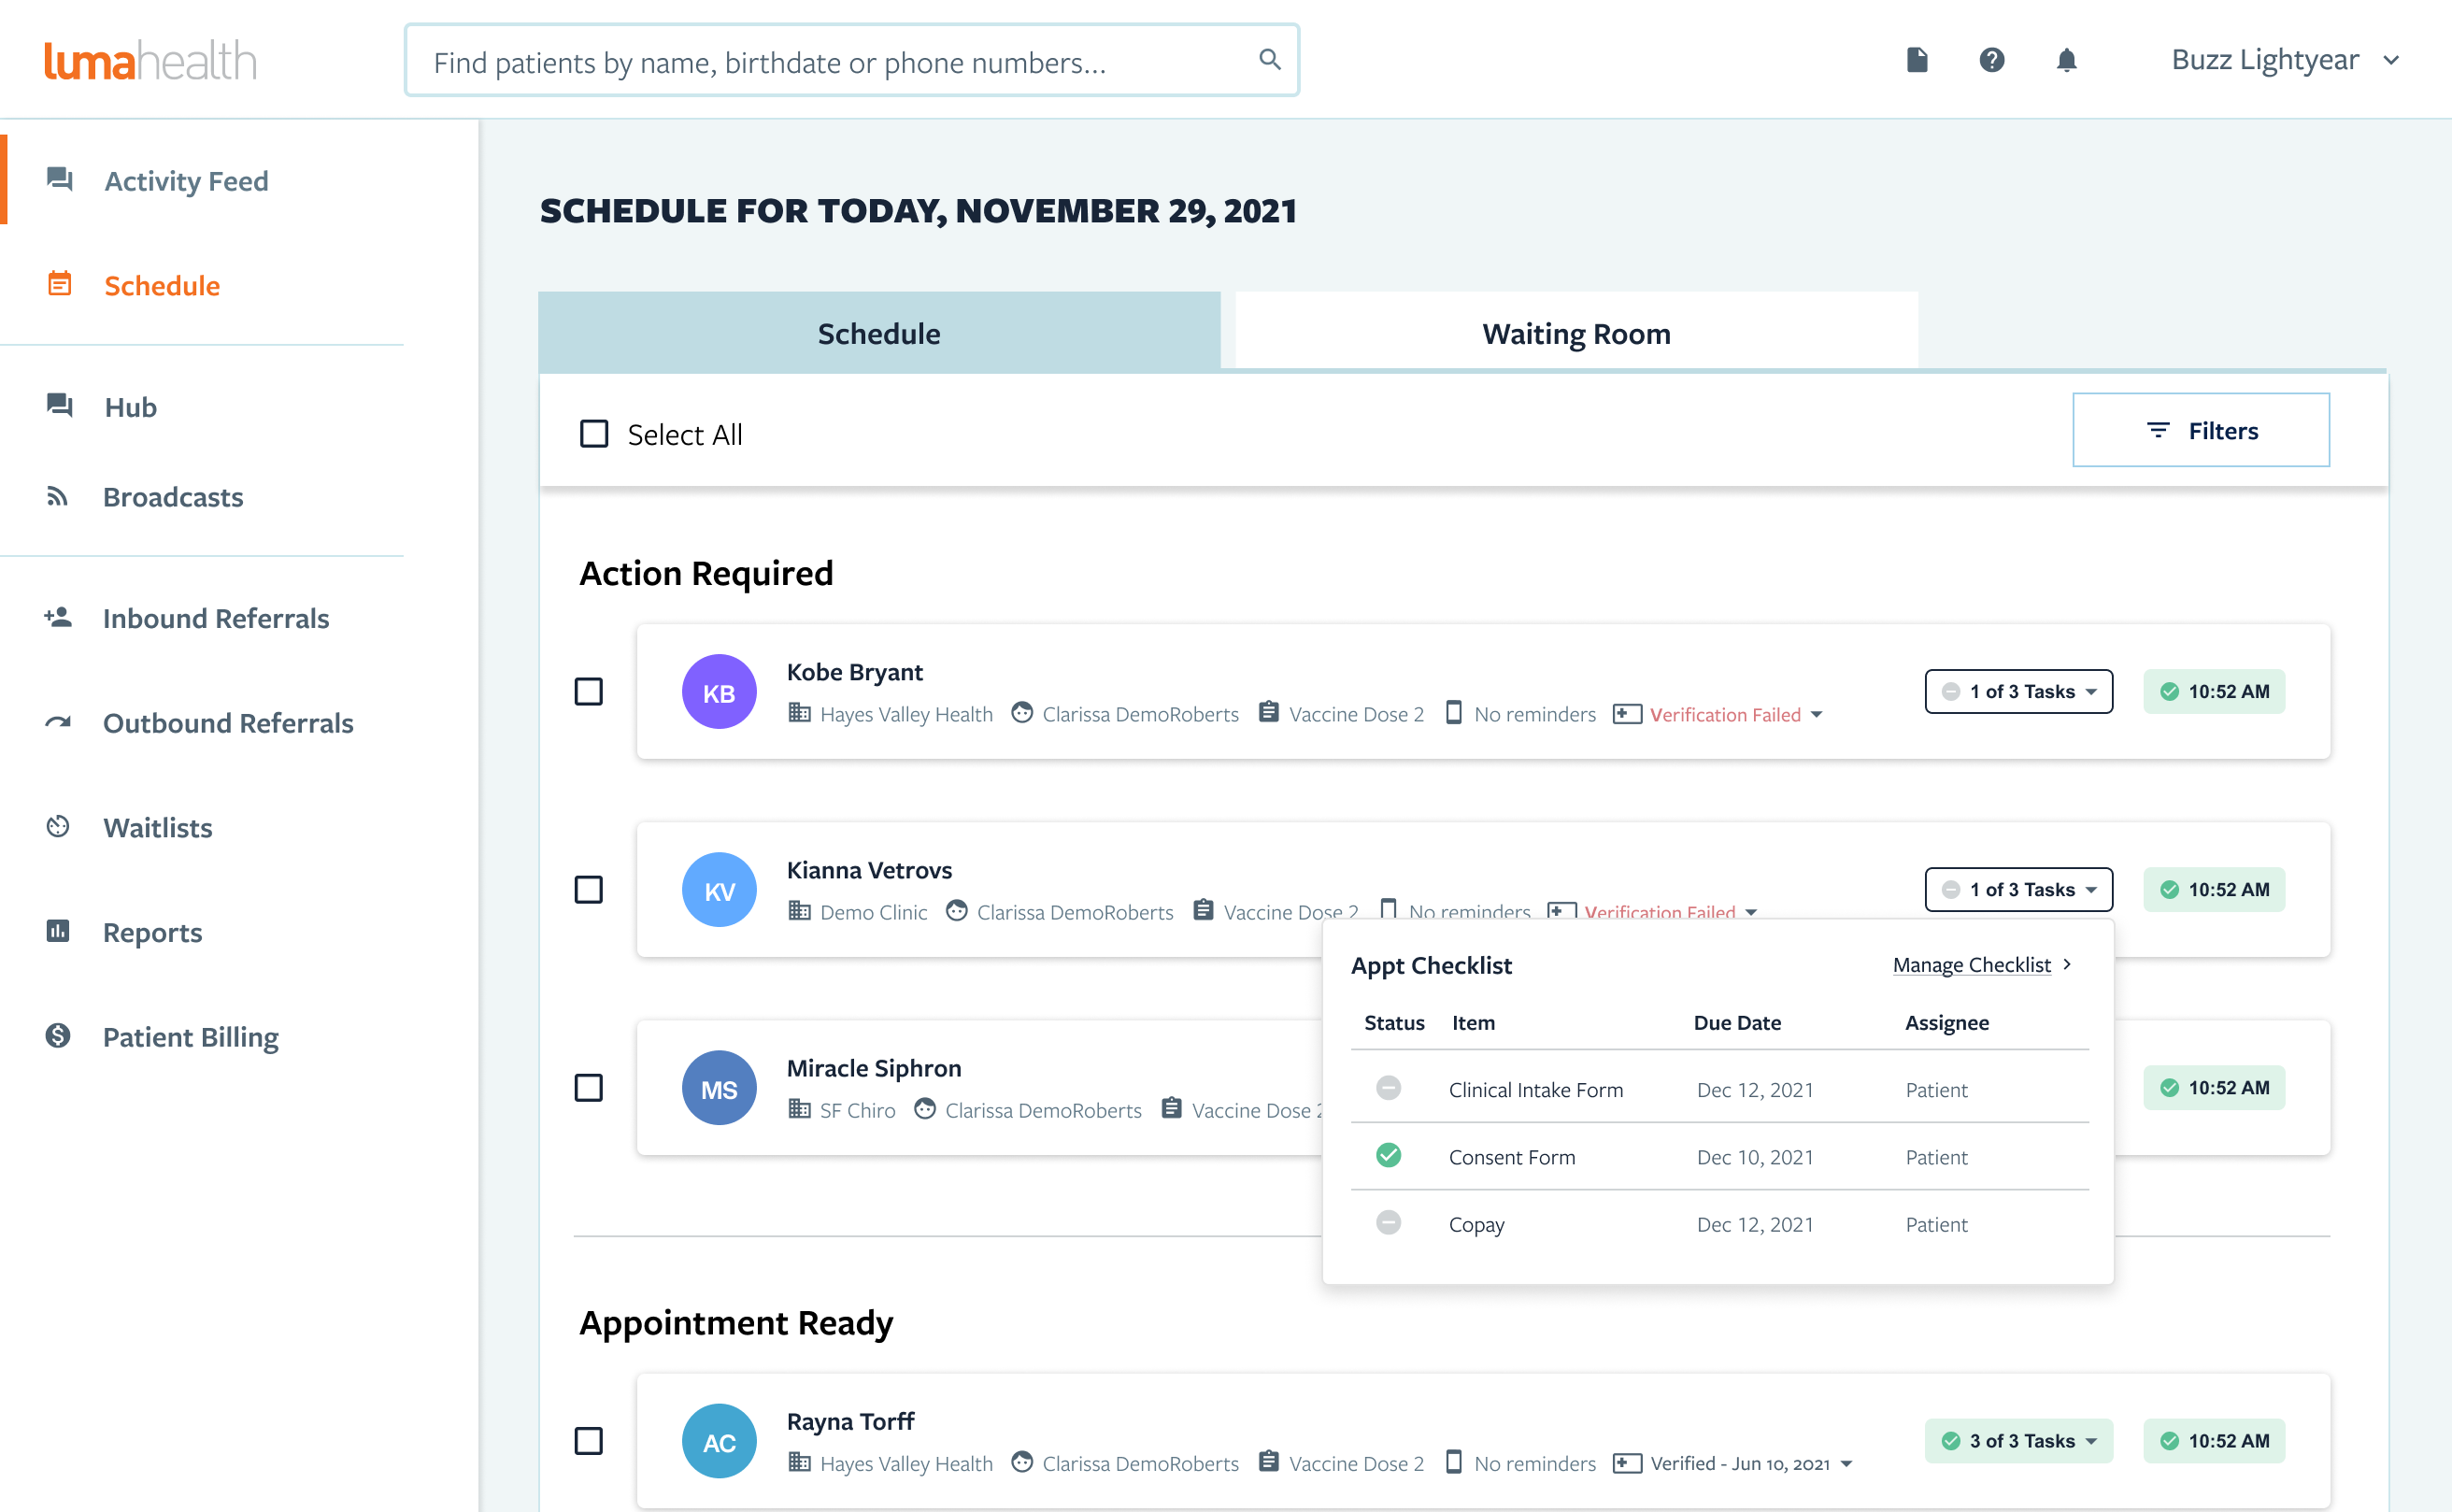 lumahealth
Find patients by name, birthdate or phone numbers...
Buzz Lightyear
Activity Feed
Schedule
Hub
Broadcasts
Inbound Referrals
Outbound Referrals
Waitlists
Reports
Patient Billing
SCHEDULE FOR TODAY, NOVEMBER 29, 2021
Schedule
Waiting Room
Select All
Filters
Action Required
KB
Kobe Bryant
Hayes Valley Health Clarissa DemoRoberts Vaccine Dose 2 No reminders Verification Failed
1 of 3 Tasks
10:52 AM
KV
Kianna Vetrovs
Demo Clinic Clarissa DemoRoberts Vaccine Dose 2 No reminders Verification Failed
1 of 3 Tasks
10:52 AM
MS
Miracle Siphron
SF Chiro Clarissa DemoRoberts Vaccine Dose 2
10:52 AM
Appt Checklist
Manage Checklist
Status Item Due Date Assignee
Clinical Intake Form Dec 12, 2021 Patient
Consent Form Dec 10, 2021 Patient
Copay Dec 12, 2021 Patient
Appointment Ready
AC
Rayna Torff
Hayes Valley Health Clarissa DemoRoberts Vaccine Dose 2 No reminders Verified - Jun 10, 2021
3 of 3 Tasks
10:52 AM